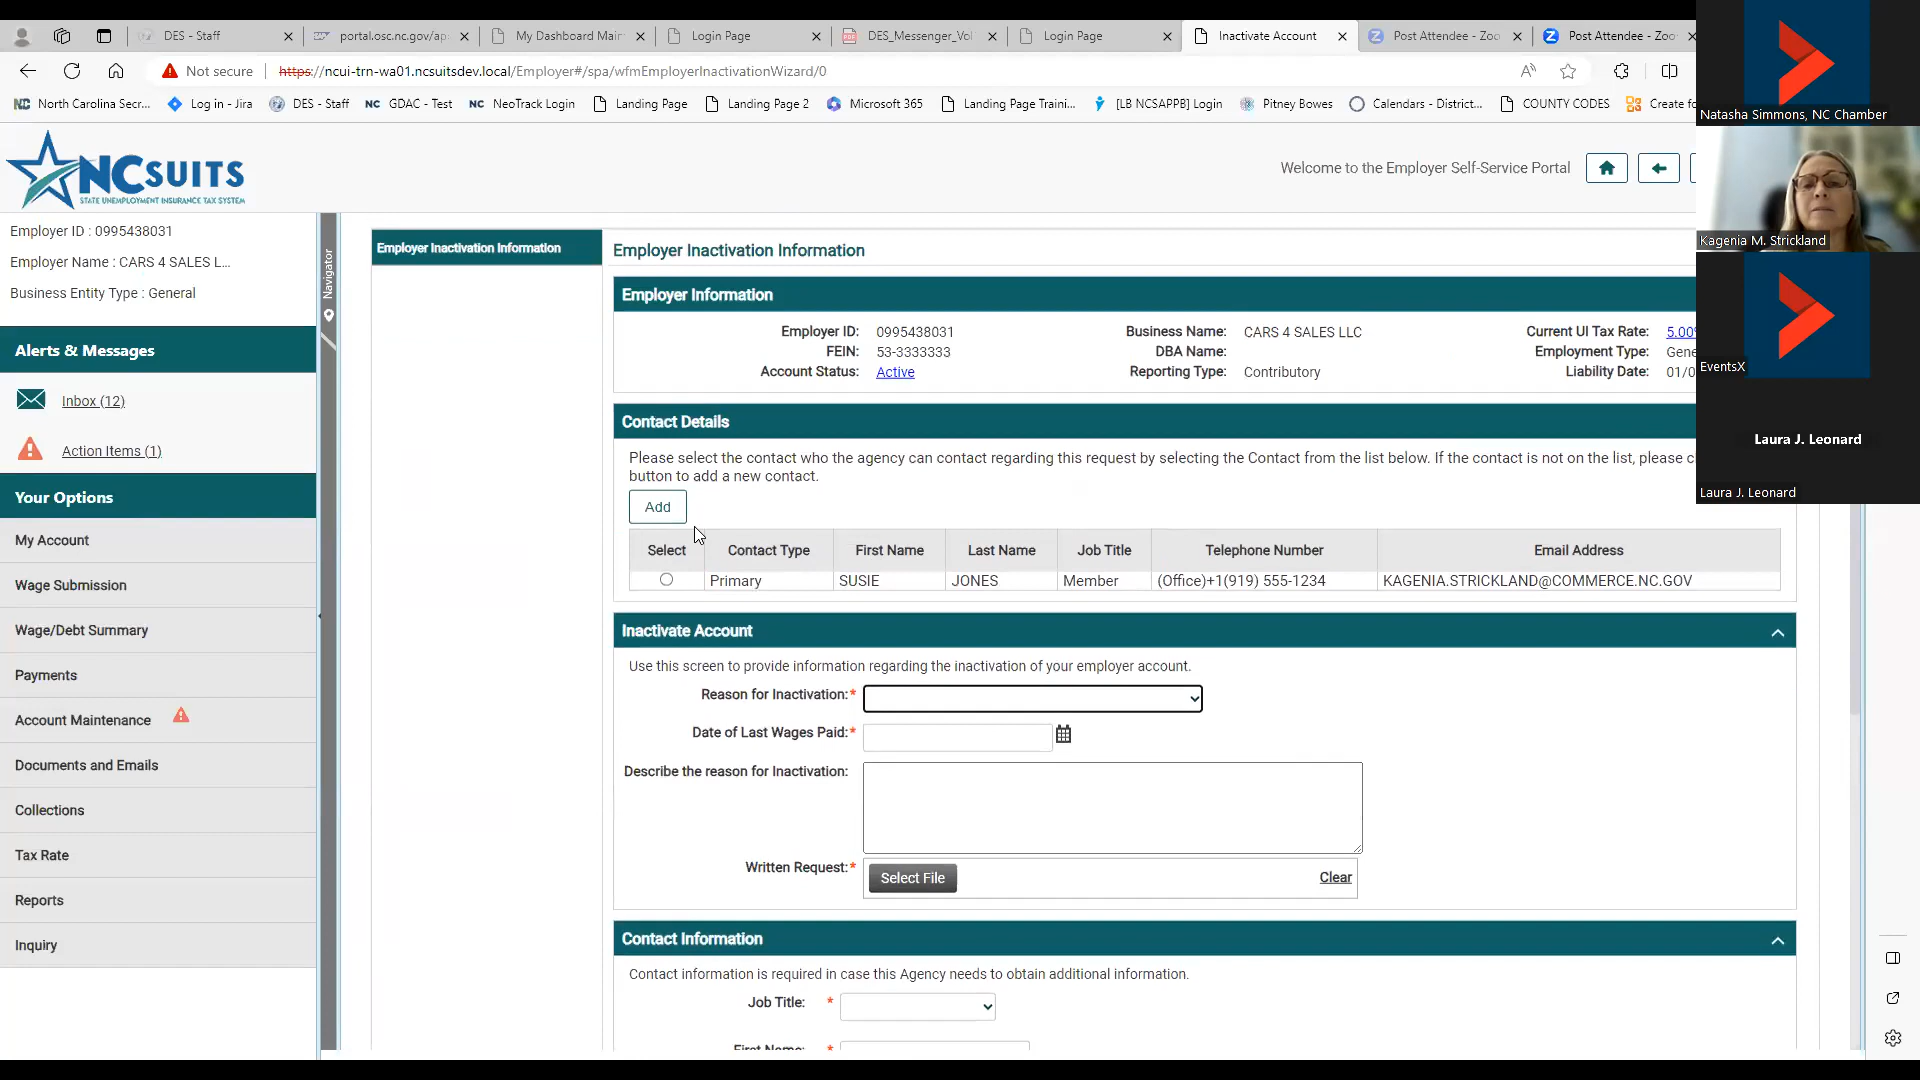 DES - Staff
portal.osc.nc.gov/ap
My Dashboard Main
Login Page
DES_Messenger_Vol
Login Page
Inactivate Account
Post Attendee - Zoo
Post Attendee - Zoo
Not secure
https://ncui-trn-wa01.ncsuitsdev.local/Employer#/spa/wfmEmployerInactivationWizard/0
North Carolina Secr...
Log in - Jira
DES - Staff
NC GDAC - Test
NC NeoTrack Login
Landing Page
Landing Page 2
Microsoft 365
Landing Page Traini...
[LB NCSAPPB] Login
Pitney Bowes
Calendars - District...
COUNTY CODES
Create fo
Natasha Simmons, NC Chamber
Kagenia M. Strickland
EventsX
Laura J. Leonard
Laura J. Leonard
NCSUITS
STATE UNEMPLOYMENT INSURANCE TAX SYSTEM
Welcome to the Employer Self-Service Portal
Employer ID : 0995438031
Employer Name : CARS 4 SALES L...
Business Entity Type : General
Alerts & Messages
Inbox (12)
Action Items (1)
Your Options
My Account
Wage Submission
Wage/Debt Summary
Payments
Account Maintenance
Documents and Emails
Collections
Tax Rate
Reports
Inquiry
Navigator
Employer Inactivation Information
Employer Inactivation Information
Employer Information
Employer ID: 0995438031 Business Name: CARS 4 SALES LLC Current UI Tax Rate: 5.00
FEIN: 53-3333333 DBA Name: Employment Type: Gene
Account Status: Active Reporting Type: Contributory Liability Date: 01/0
Contact Details
Please select the contact who the agency can contact regarding this request by selecting the Contact from the list below. If the contact is not on the list, please c
button to add a new contact.
Add
Select Contact Type First Name Last Name Job Title Telephone Number Email Address
Primary SUSIE JONES Member (Office)+1(919) 555-1234 KAGENIA.STRICKLAND@COMMERCE.NC.GOV
Inactivate Account
Use this screen to provide information regarding the inactivation of your employer account.
Reason for Inactivation:*
Date of Last Wages Paid:*
Describe the reason for Inactivation:
Written Request:* Select File Clear
Contact Information
Contact information is required in case this Agency needs to obtain additional information.
Job Title: *
First Name: *